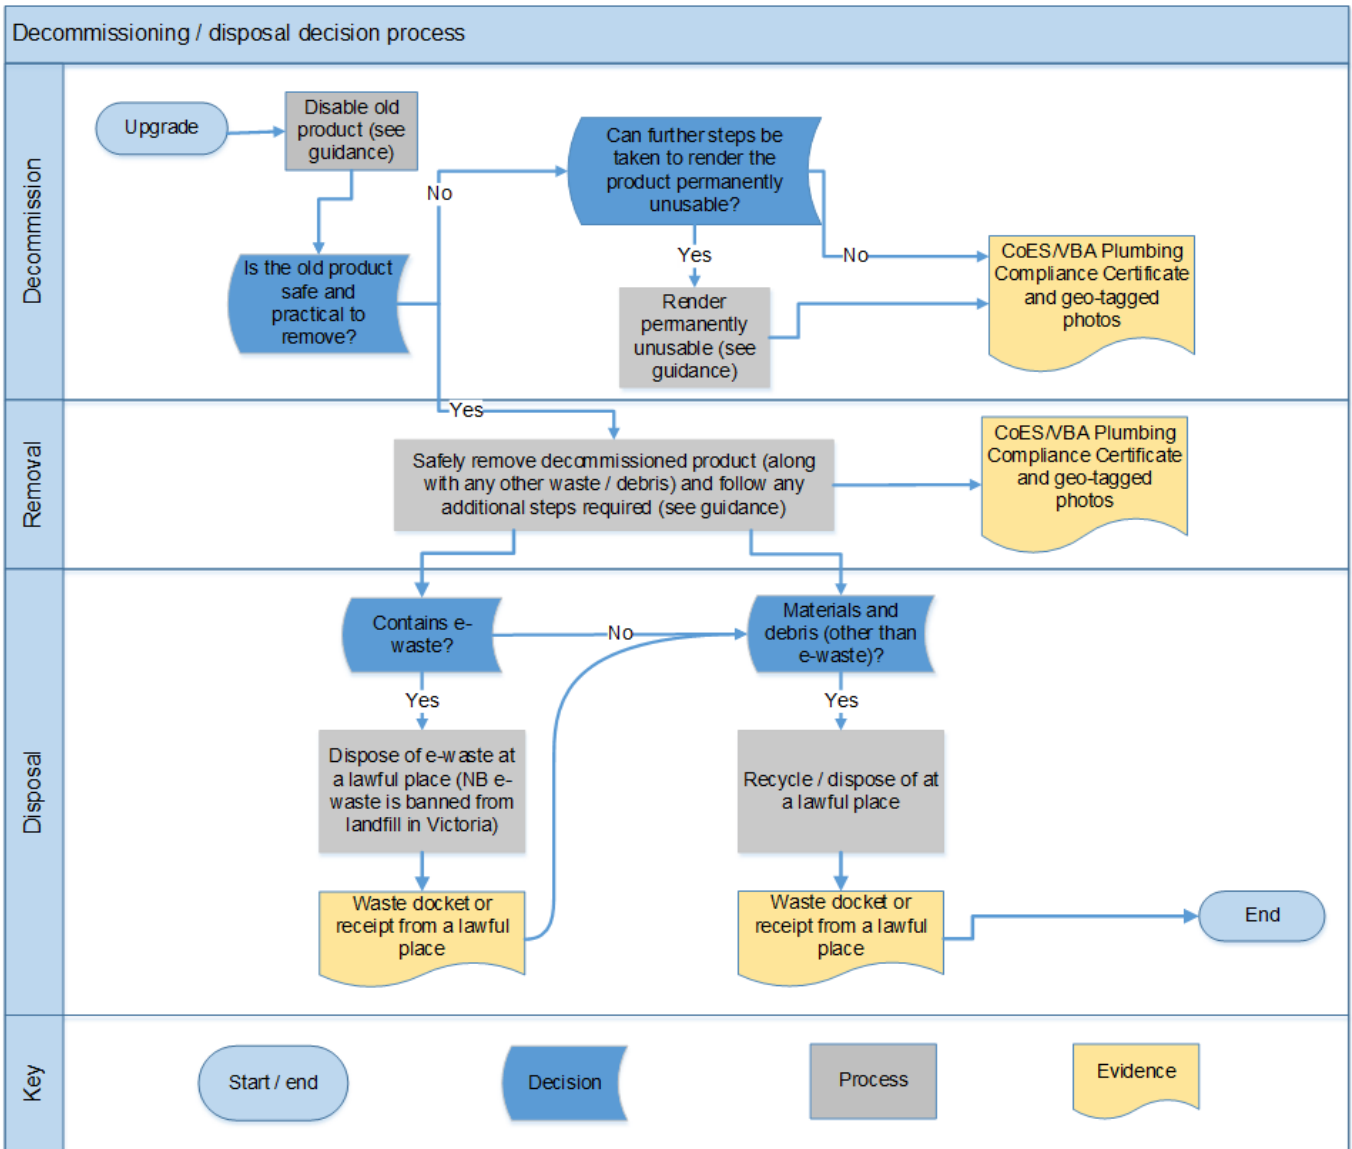 Decommissioning / disposal decision process
Decommission
Upgrade
Disable old
product (see
guidance)
Is the old product
safe and
practical to
remove?
No
Can further steps be
taken to render the
product permanently
unusable?
Yes
No
Render
permanently
unusable (see
guidance)
CoES/VBA Plumbing
Compliance Certificate
and geo-tagged
photos
Removal
Yes
Safely remove decommissioned product (along
with any other waste / debris) and follow any
additional steps required (see guidance)
CoES/VBA Plumbing
Compliance Certificate
and geo-tagged
photos
Disposal
Contains e-
waste?
No
Materials and
debris (other than
e-waste)?
Yes
Yes
Dispose of e-waste at
a lawful place (NB e-
waste is banned from
landfill in Victoria)
Recycle / dispose of at
a lawful place
Waste docket or
receipt from a lawful
place
Waste docket or
receipt from a lawful
place
End
Key
Start / end
Decision
Process
Evidence